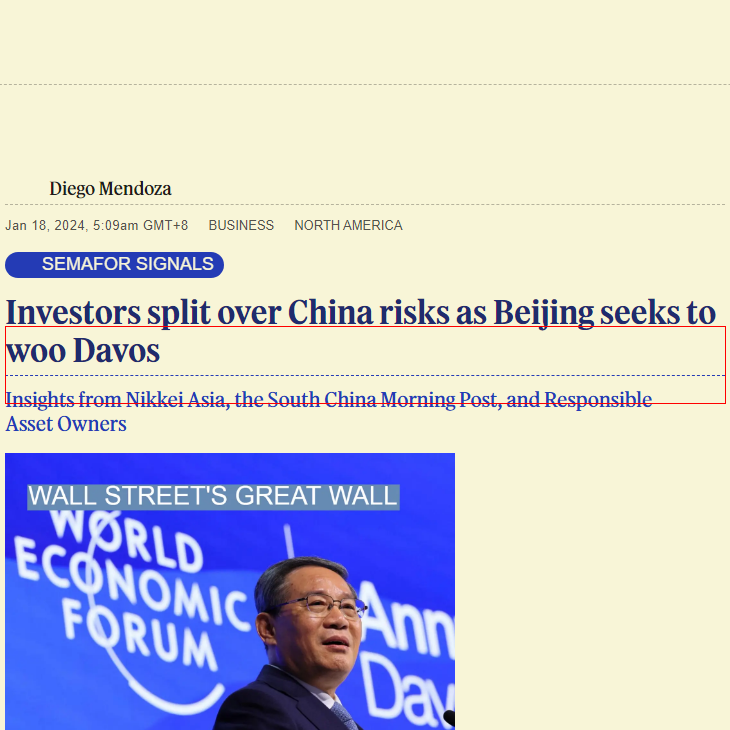 Diego Mendoza
Jan 18, 2024, 5:09am GMT+8 BUSINESS NORTH AMERICA
SEMAFOR SIGNALS
Investors split over China risks as Beijing seeks to
woo Davos
Insights from Nikkei Asia, the South China Morning Post, and Responsible
Asset Owners
WALL STREET'S GREAT WALL
WORLD
ECONOMIC
FORUM
Ann
Dav